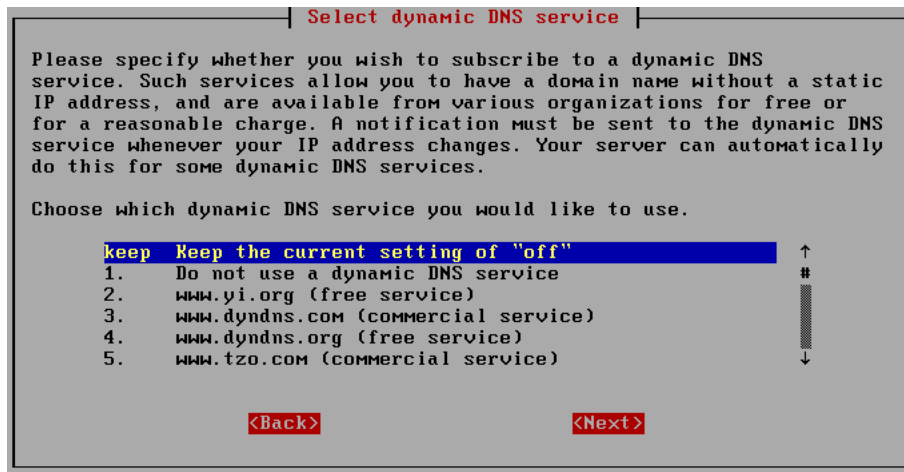 Select dynamic DNS service
Please specify whether you wish to subscribe to a dynamic DNS
service. Such services allow you to have a domain name without a static
IP address, and are available from various organizations for free or
for a reasonable charge. A notification must be sent to the dynamic DNS
service whenever your IP address changes. Your server can automatically
do this for some dynamic DNS services.
Choose which dynamic DNS service you would like to use.
keep Keep the current setting of "off" ↑
1. Do not use a dynamic DNS service #
2. www.yi.org (free service)
3. www.dyndns.com (commercial service)
4. www.dyndns.org (free service)
5. www.tzo.com (commercial service) ↓
<Back> <Next>